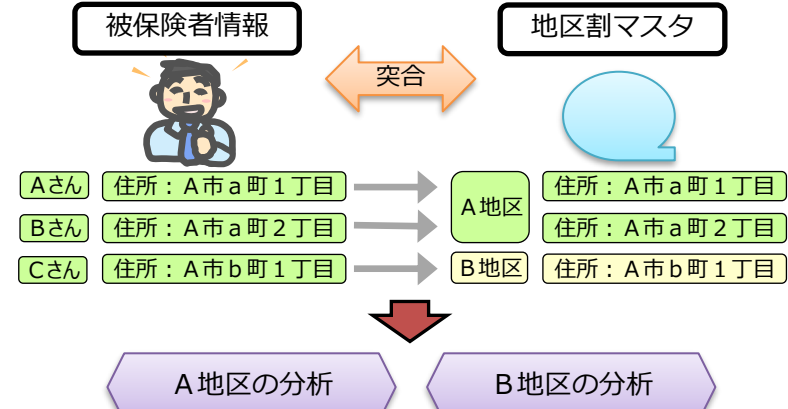 被保険者情報
突合
地区割マスタ
Aさん 住所：A市a町1丁目 A地区 住所：A市a町1丁目
Bさん 住所：A市a町2丁目 住所：A市a町2丁目
Cさん 住所：A市b町1丁目 B地区 住所：A市b町1丁目
A地区の分析 B地区の分析